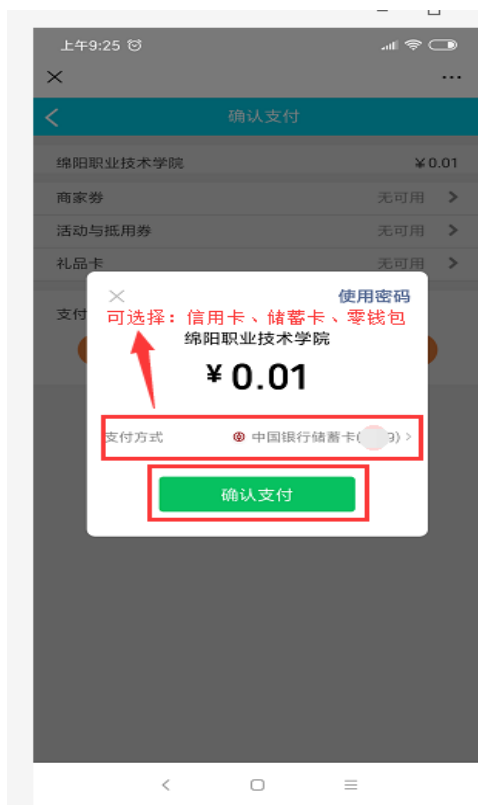 上午9:25
确认支付
绵阳职业技术学院 ¥0.01
商家券 无可用
活动与抵用券 无可用
礼品卡 无可用
支付
使用密码
可选择：信用卡、储蓄卡、零钱包
绵阳职业技术学院
¥0.01
支付方式 中国银行储蓄卡( 9)
确认支付